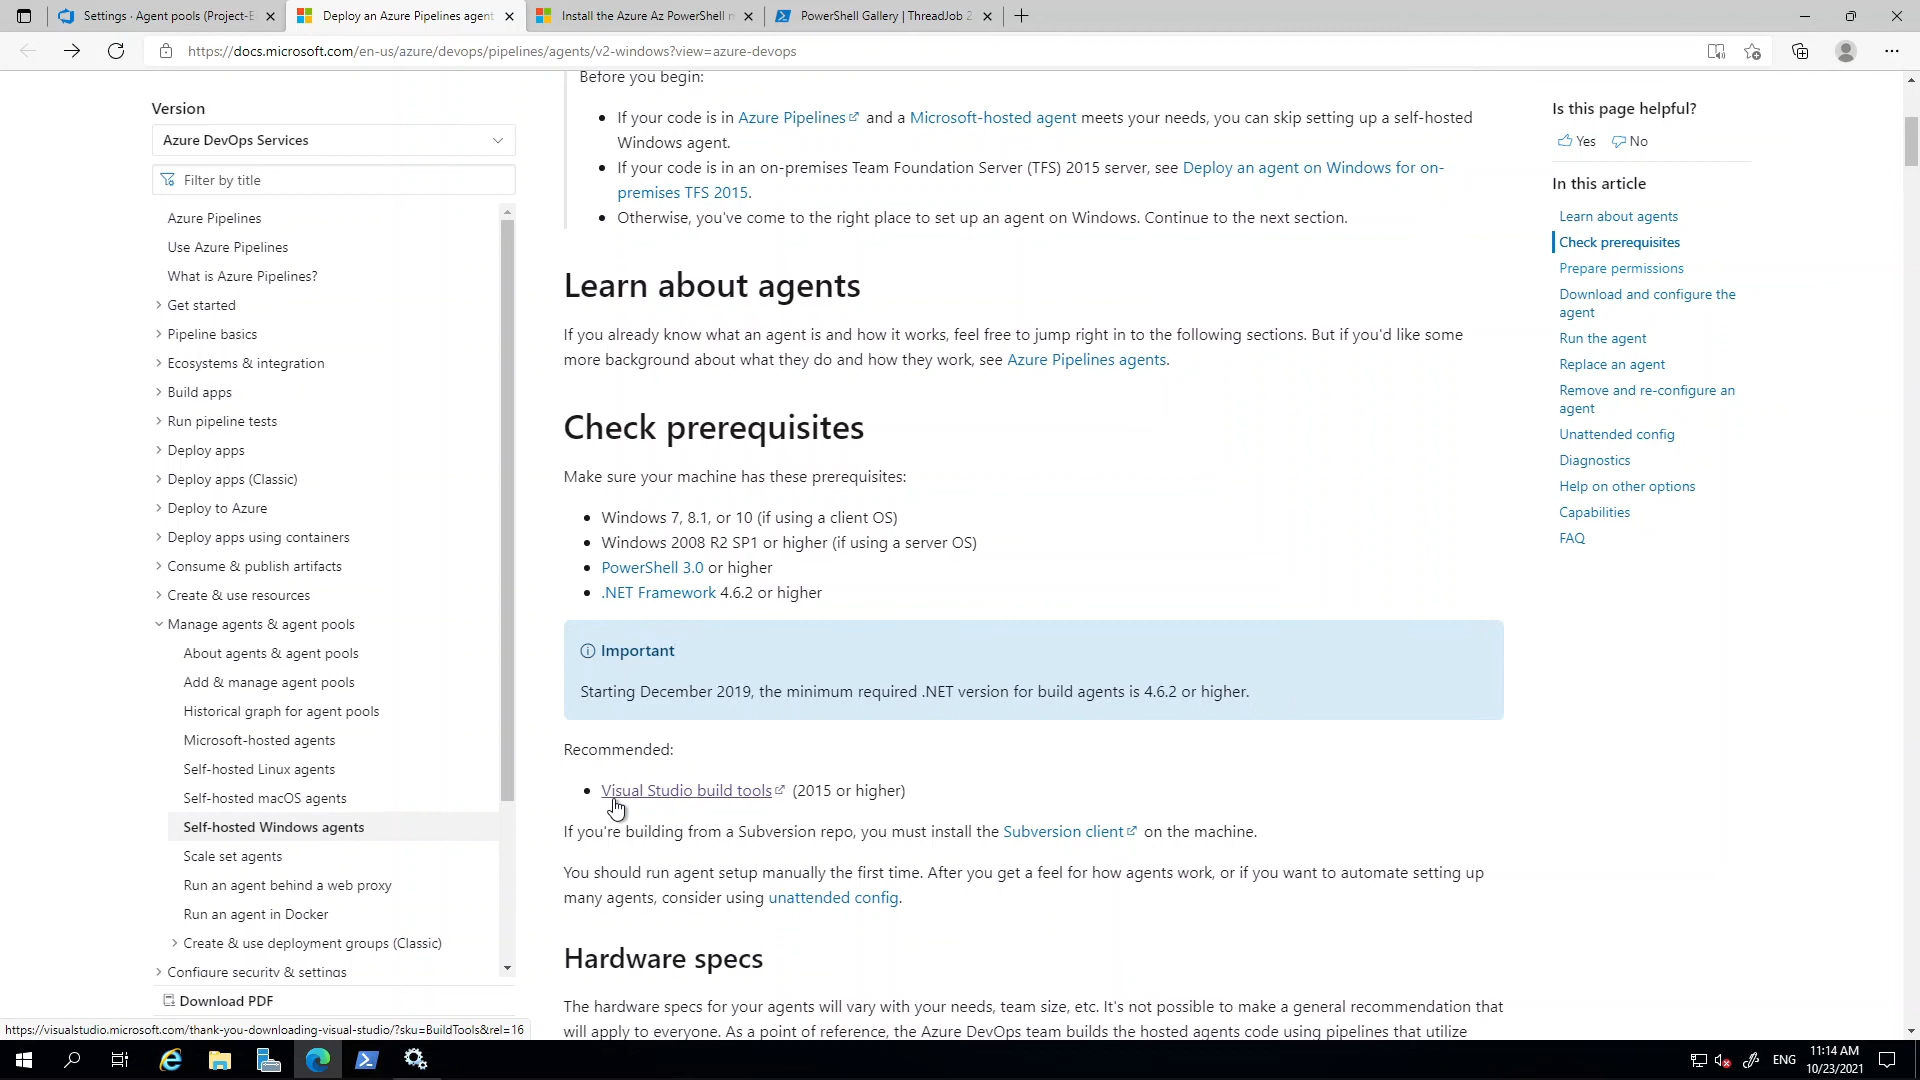 Settings · Agent pools (Project-E
Deploy an Azure Pipelines agent
Install the Azure Az PowerShell m
PowerShell Gallery | ThreadJob 2
https://docs.microsoft.com/en-us/azure/devops/pipelines/agents/v2-windows?view=azure-devops
Version
Azure DevOps Services
Filter by title
Azure Pipelines
Use Azure Pipelines
What is Azure Pipelines?
Get started
Pipeline basics
Ecosystems & integration
Build apps
Run pipeline tests
Deploy apps
Deploy apps (Classic)
Deploy to Azure
Deploy apps using containers
Consume & publish artifacts
Create & use resources
Manage agents & agent pools
About agents & agent pools
Add & manage agent pools
Historical graph for agent pools
Microsoft-hosted agents
Self-hosted Linux agents
Self-hosted macOS agents
Self-hosted Windows agents
Scale set agents
Run an agent behind a web proxy
Run an agent in Docker
Create & use deployment groups (Classic)
Configure security & settings
Download PDF
Before you begin:
• If your code is in Azure Pipelines and a Microsoft-hosted agent meets your needs, you can skip setting up a self-hosted
Windows agent.
• If your code is in an on-premises Team Foundation Server (TFS) 2015 server, see Deploy an agent on Windows for on-
premises TFS 2015.
• Otherwise, you've come to the right place to set up an agent on Windows. Continue to the next section.
Learn about agents
If you already know what an agent is and how it works, feel free to jump right in to the following sections. But if you'd like some
more background about what they do and how they work, see Azure Pipelines agents.
Check prerequisites
Make sure your machine has these prerequisites:
• Windows 7, 8.1, or 10 (if using a client OS)
• Windows 2008 R2 SP1 or higher (if using a server OS)
• PowerShell 3.0 or higher
• .NET Framework 4.6.2 or higher
Important
Starting December 2019, the minimum required .NET version for build agents is 4.6.2 or higher.
Recommended:
• Visual Studio build tools (2015 or higher)
If you're building from a Subversion repo, you must install the Subversion client on the machine.
You should run agent setup manually the first time. After you get a feel for how agents work, or if you want to automate setting up
many agents, consider using unattended config.
Hardware specs
The hardware specs for your agents will vary with your needs, team size, etc. It's not possible to make a general recommendation that
will apply to everyone. As a point of reference, the Azure DevOps team builds the hosted agents code using pipelines that utilize
Is this page helpful?
Yes No
In this article
Learn about agents
Check prerequisites
Prepare permissions
Download and configure the
agent
Run the agent
Replace an agent
Remove and re-configure an
agent
Unattended config
Diagnostics
Help on other options
Capabilities
FAQ
https://visualstudio.microsoft.com/thank-you-downloading-visual-studio/?sku=BuildTools&rel=16
ENG
11:14 AM
10/23/2021